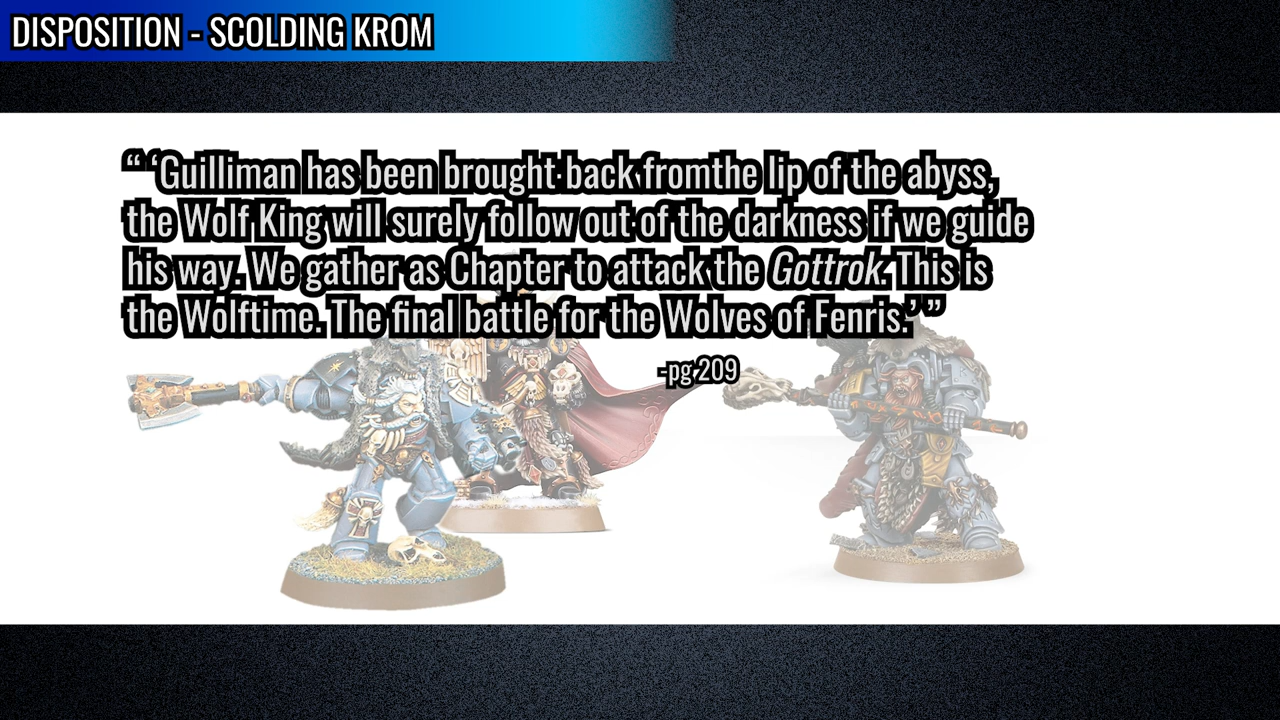 DISPOSITION - SCOLDING KROM
“ ‘Guilliman has been brought back fromthe lip of the abyss,
the Wolf King will surely follow out of the darkness if we guide
his way. We gather as Chapter to attack the Gottrok. This is
the Wolftime. The final battle for the Wolves of Fenris.’ ”
-pg 209